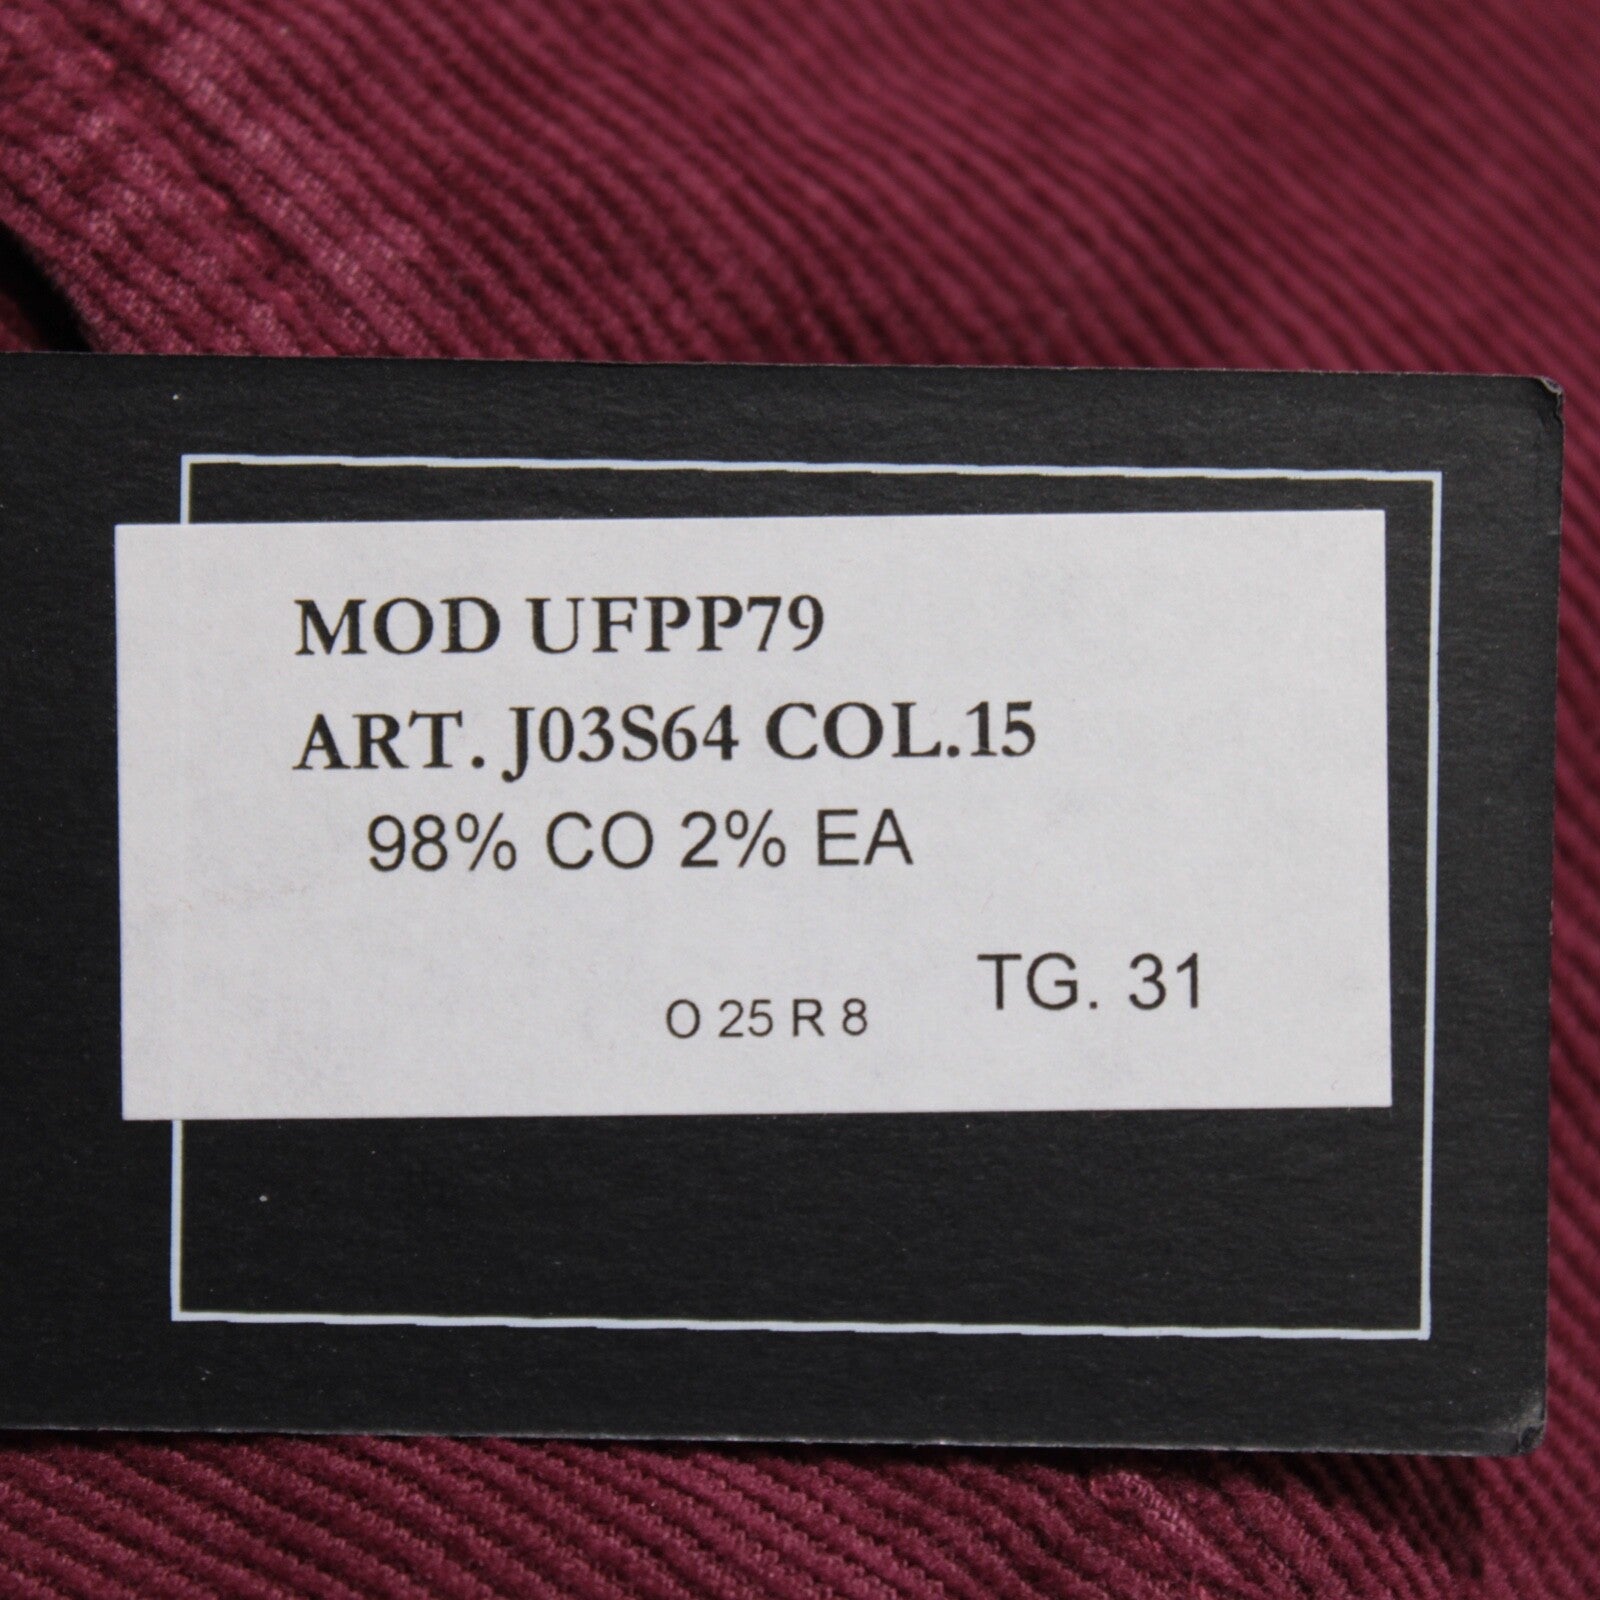 MOD UFPP79
ART. J03S64 COL.15
98% CO 2% EA
O 25 R 8 TG. 31